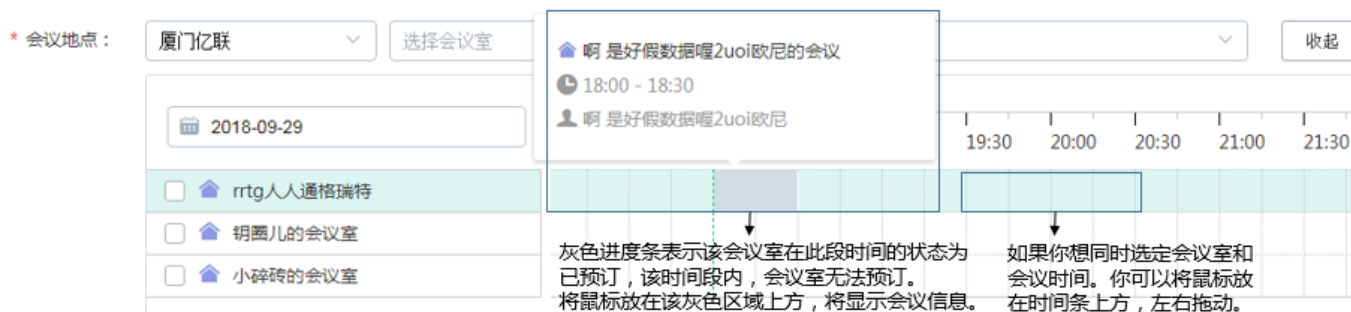 * 会议地点：
厦门亿联
选择会议室
收起
啊 是好假数据喔2uoi欧尼的会议
18:00 - 18:30
啊 是好假数据喔2uoi欧尼
2018-09-29
19:30 20:00 20:30 21:00 21:30
rrtg人人通格瑞特
钥圈儿的会议室
小碎砖的会议室
灰色进度条表示该会议室在此段时间的状态为
已预订，该时间段内，会议室无法预订。
将鼠标放在该灰色区域上方，将显示会议信息。
如果你想同时选定会议室和
会议时间。你可以将鼠标放
在时间条上方，左右拖动。